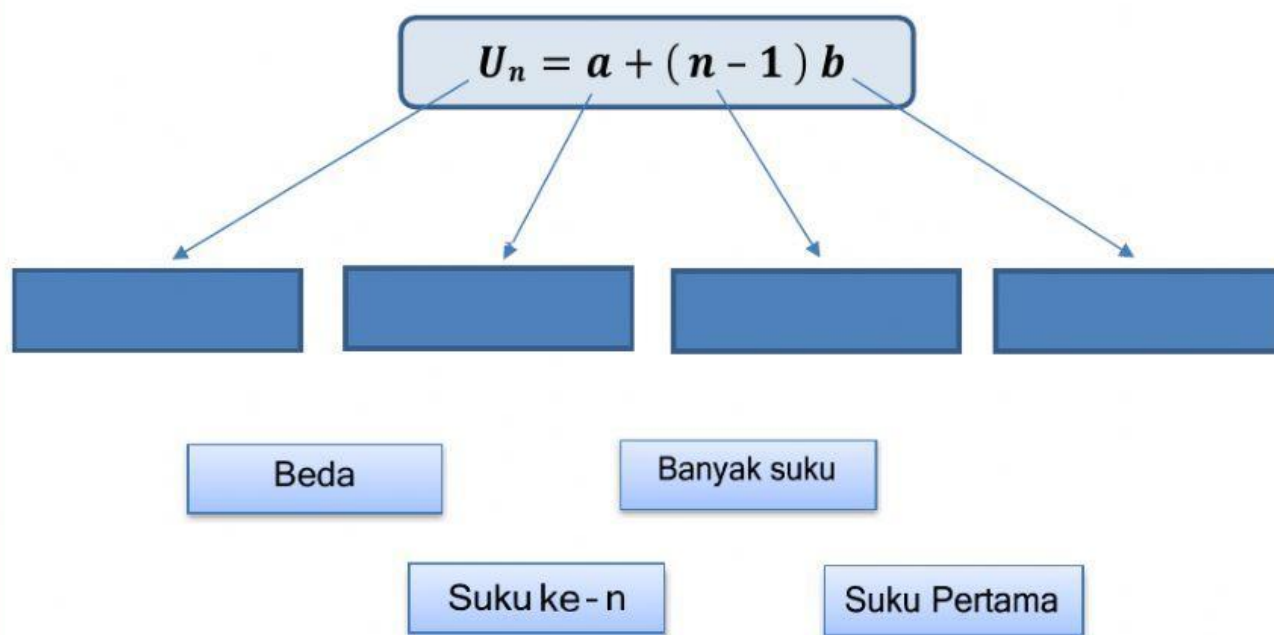 Uₙ = a + ( n – 1 ) b
Beda
Banyak suku
Suku ke - n
Suku Pertama